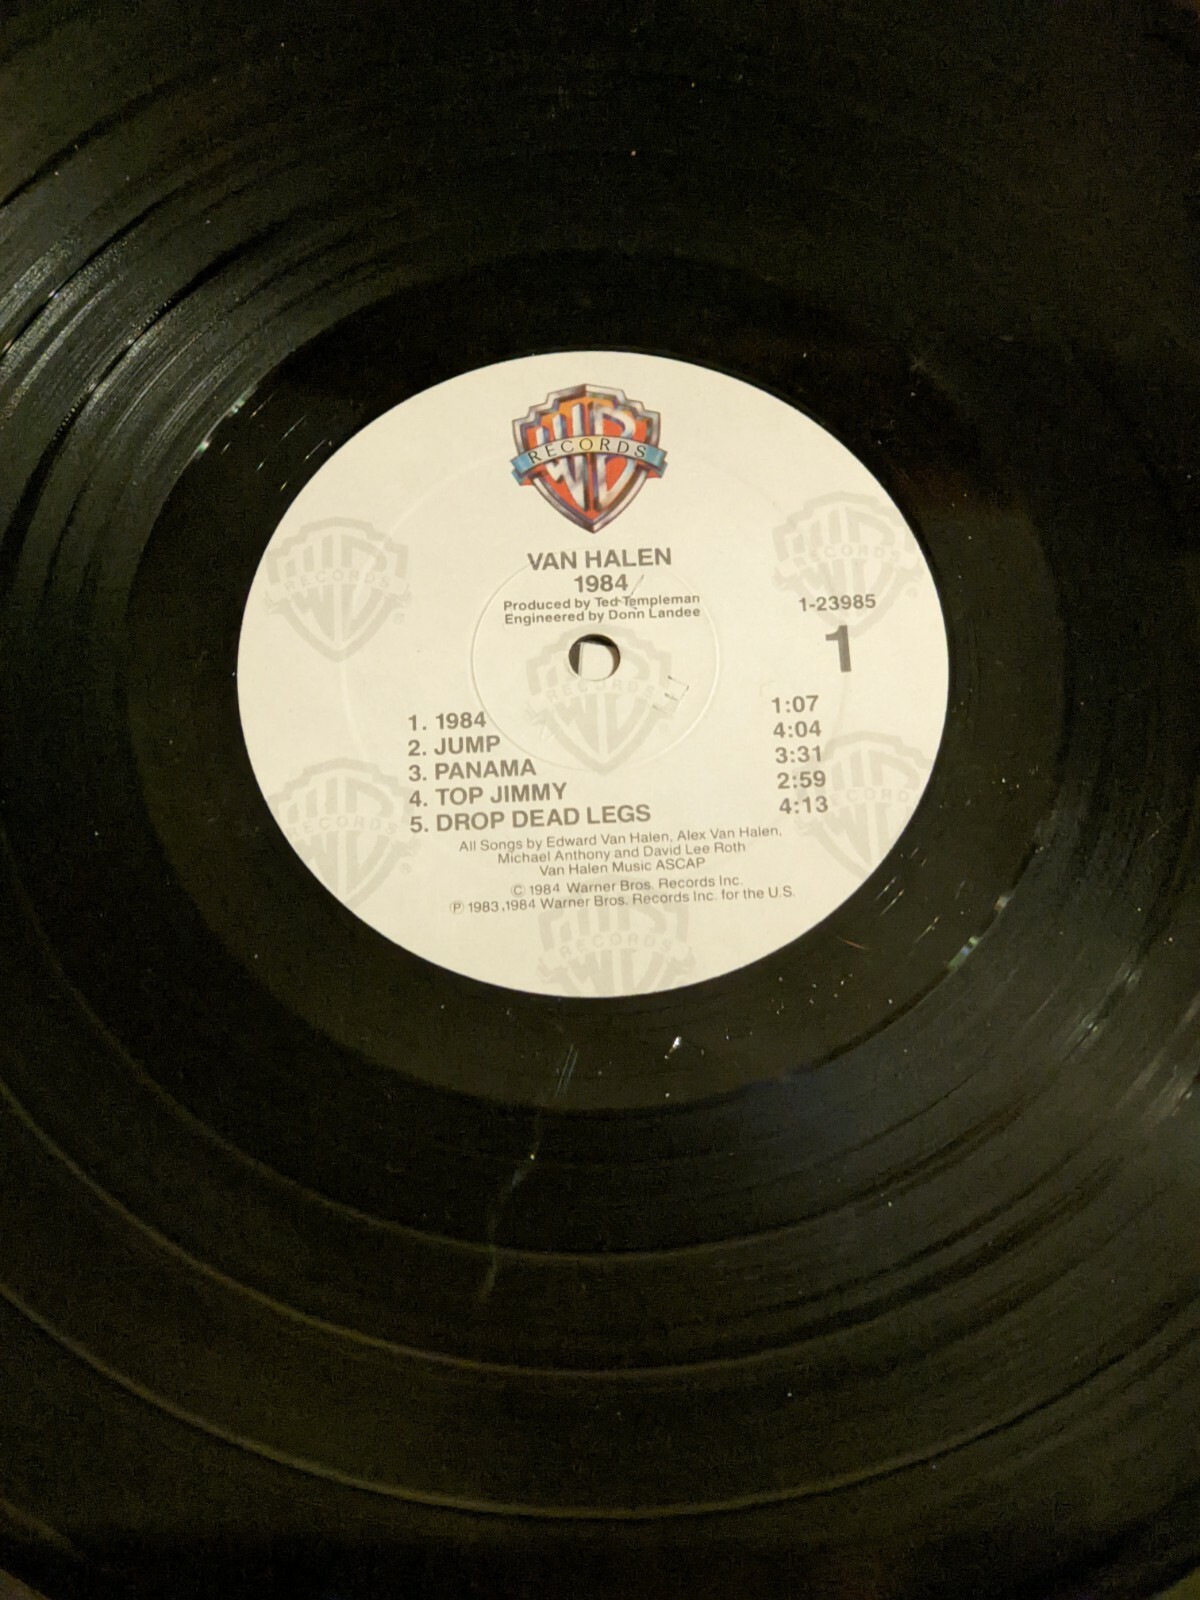 WB
RECORDS
VAN HALEN
1984
Produced by Ted Templeman
Engineered by Donn Landee
1-23985
1
1. 1984 1:07
2. JUMP 4:04
3. PANAMA 3:31
4. TOP JIMMY 2:59
5. DROP DEAD LEGS 4:13
All Songs by Edward Van Halen, Alex Van Halen,
Michael Anthony and David Lee Roth
Van Halen Music ASCAP
© 1984 Warner Bros. Records Inc.
℗ 1983,1984 Warner Bros. Records Inc. for the U.S.